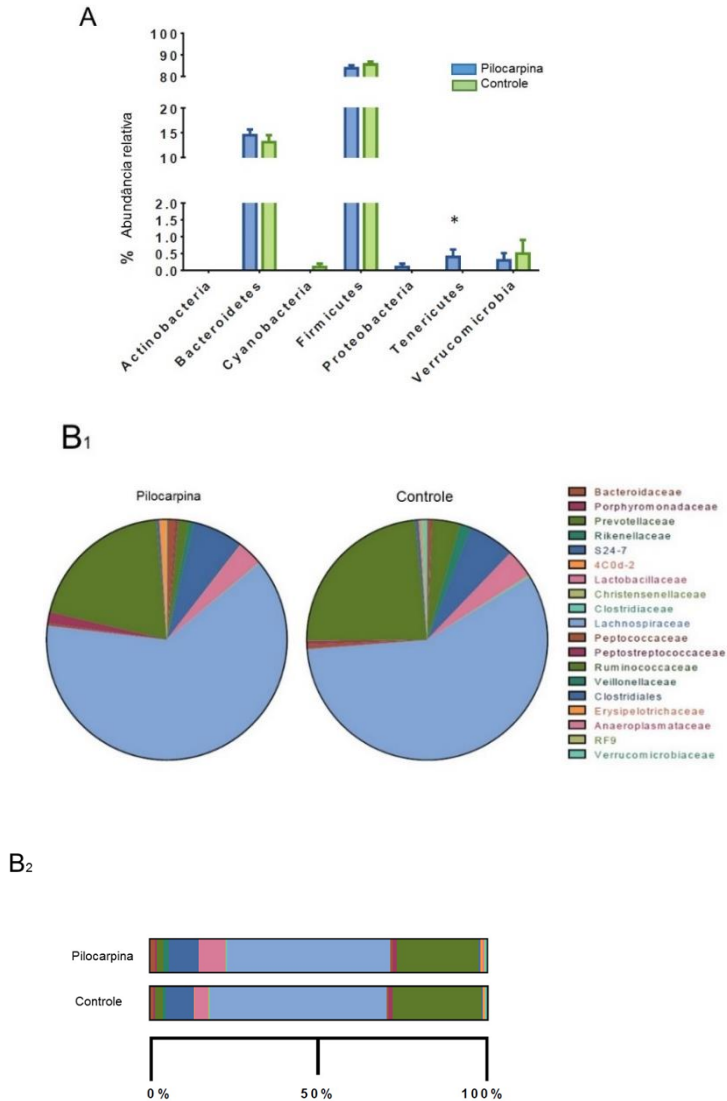 A
100
90
80
20
15
10
2.0
1.5
1.0
0.5
0.0
% Abundância relativa
Pilocarpina
Controle
*
Actinobacteria
Bacteroidetes
Cyanobacteria
Firmicutes
Proteobacteria
Tenericutes
Verrucomicrobia
B1
Pilocarpina
Controle
Bacteroidaceae
Porphyromonadaceae
Prevotellaceae
Rikenellaceae
S24-7
4C0d-2
Lactobacillaceae
Christensenellaceae
Clostridiaceae
Lachnospiraceae
Peptococcaceae
Peptostreptococcaceae
Ruminococcaceae
Veillonellaceae
Clostridiales
Erysipelotrichaceae
Anaeroplasmataceae
RF9
Verrucomicrobiaceae
B2
Pilocarpina
Controle
0%
50%
100%